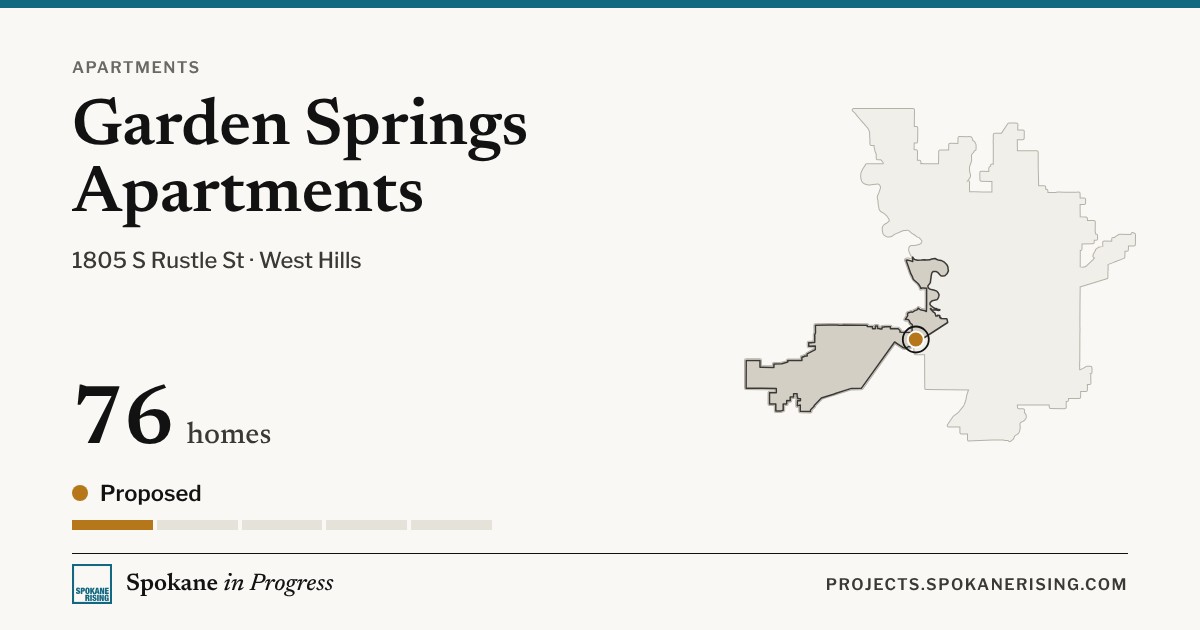 APARTMENTS
Garden Springs
Apartments
1805 S Rustle St · West Hills
76 homes
Proposed
SPOKANE
RISING
Spokane in Progress
PROJECTS.SPOKANERISING.COM